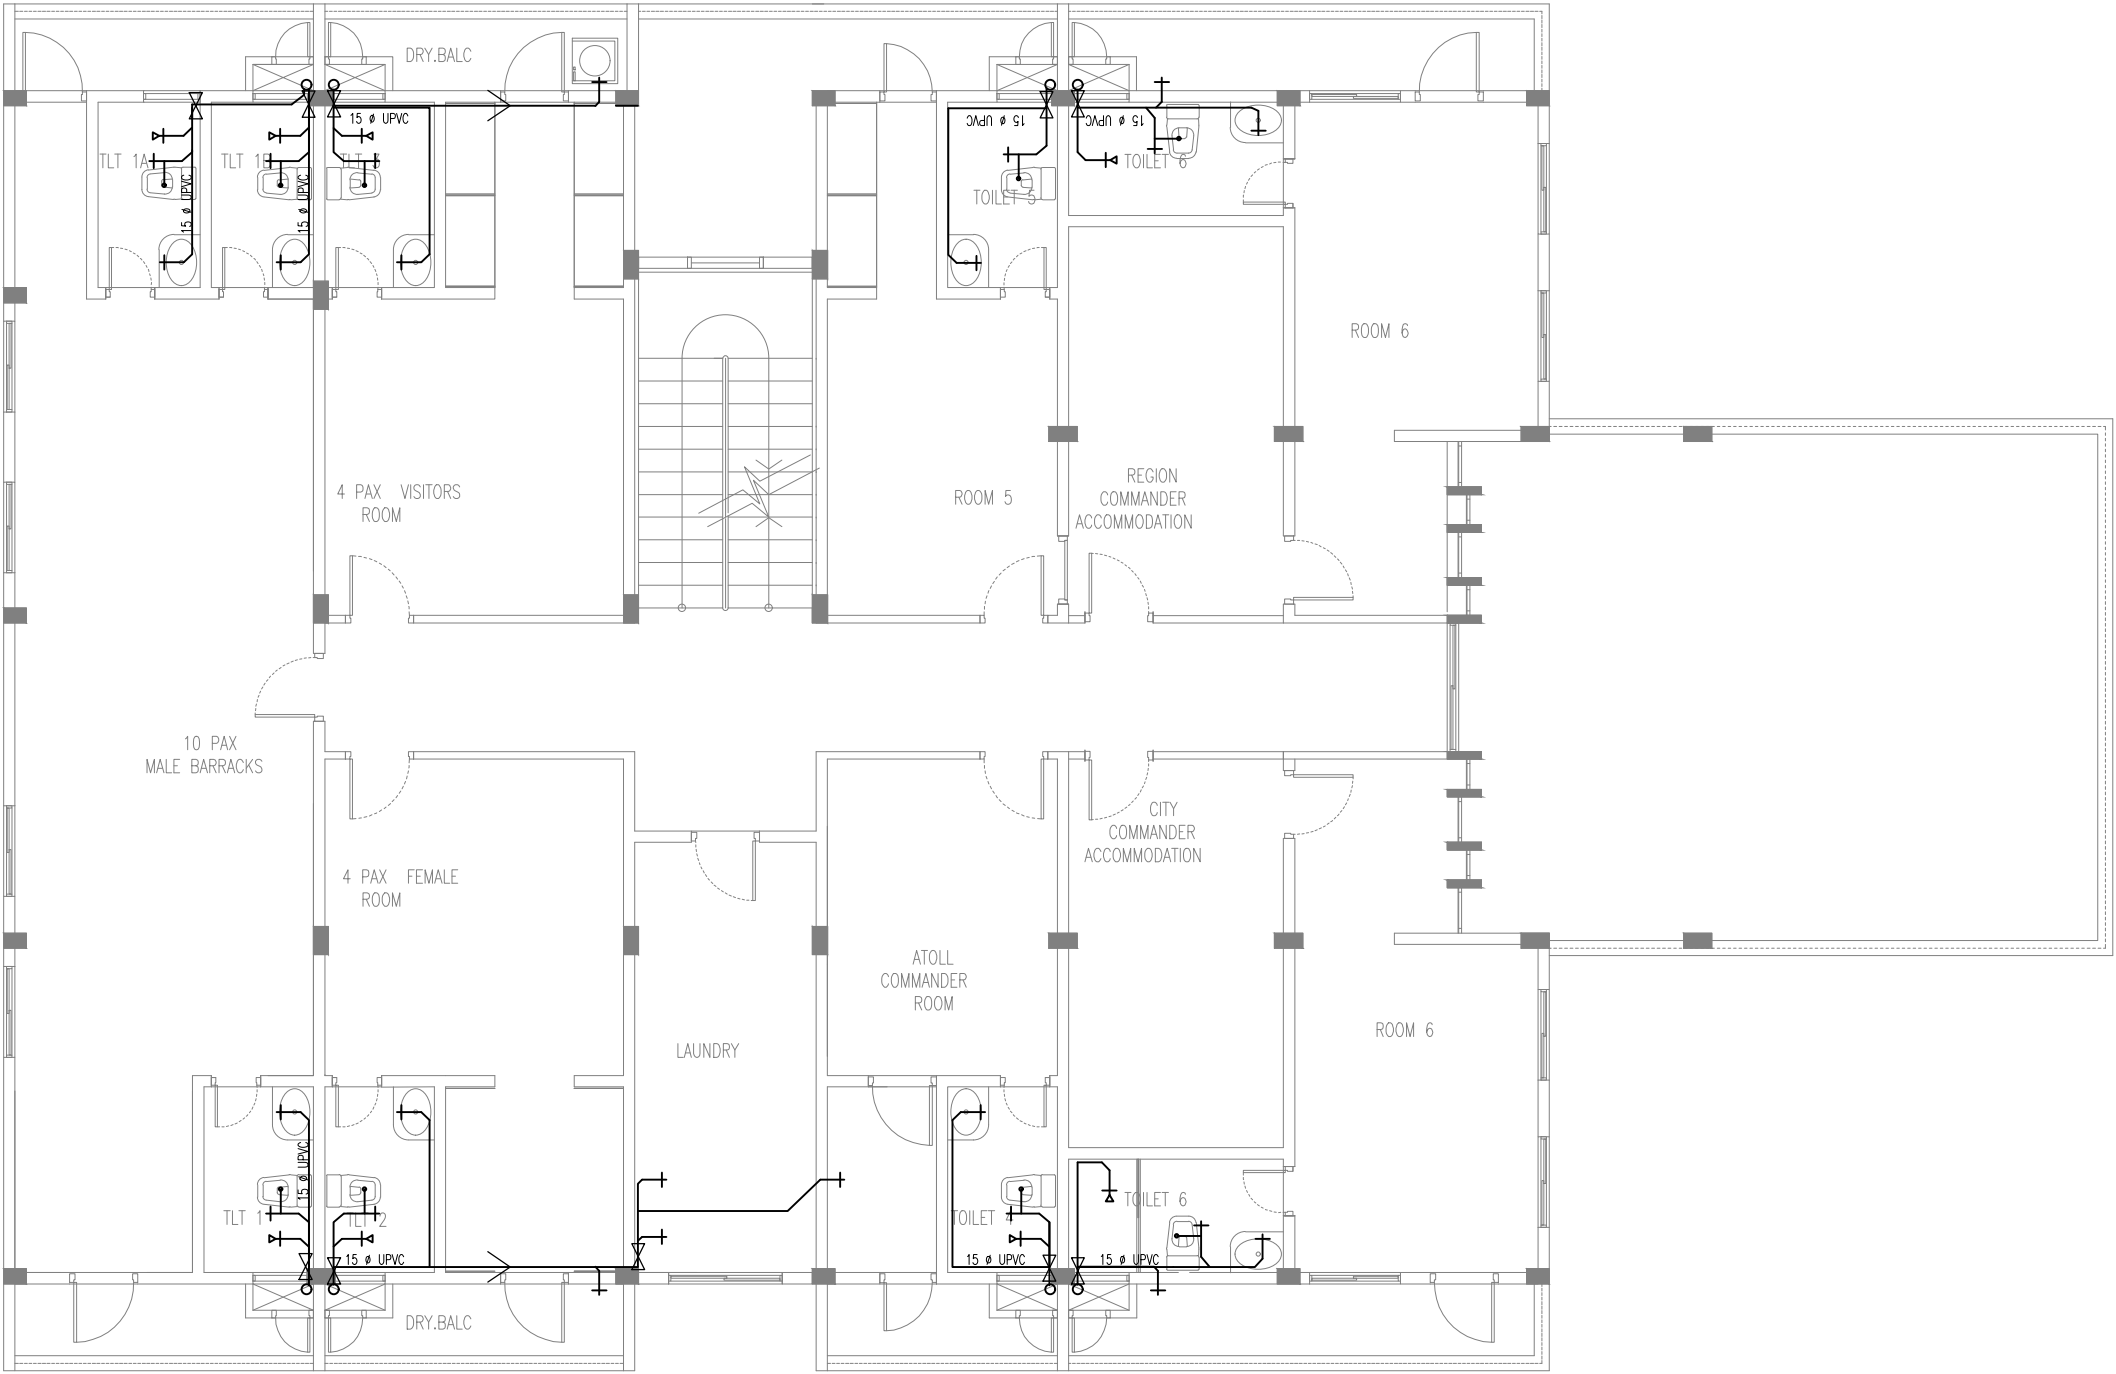 DRY.BALC
15 ø UPVC
15 ø UPVC
15 ø UPVC
TLT 1A
TLT 1B
TLT 3
TOILET 6
15 ø UPVC
15 ø UPVC
TOILET 5
ROOM 6
4 PAX VISITORS
ROOM
ROOM 5
REGION
COMMANDER
ACCOMMODATION
10 PAX
MALE BARRACKS
CITY
COMMANDER
ACCOMMODATION
4 PAX FEMALE
ROOM
ATOLL
COMMANDER
ROOM
ROOM 6
LAUNDRY
15 ø UPVC
TLT 1
TLT 2
TOILET 4
TOILET 6
15 ø UPVC
15 ø UPVC
15 ø UPVC
DRY.BALC